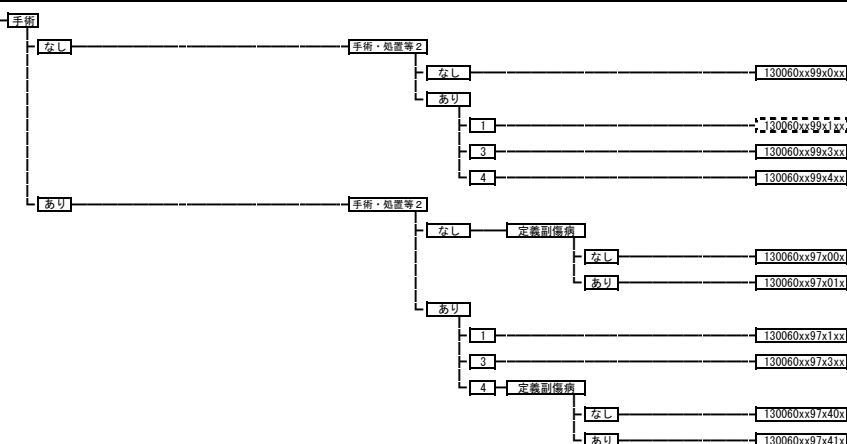 手術
なし 手術・処置等2
なし 130060xx99x0xx
あり
1 130060xx99x1xx
3 130060xx99x3xx
4 130060xx99x4xx
あり 手術・処置等2
なし 定義副傷病
なし 130060xx97x00x
あり 130060xx97x01x
あり
1 130060xx97x1xx
3 130060xx97x3xx
4 定義副傷病
なし 130060xx97x40x
あり 130060xx97x41x